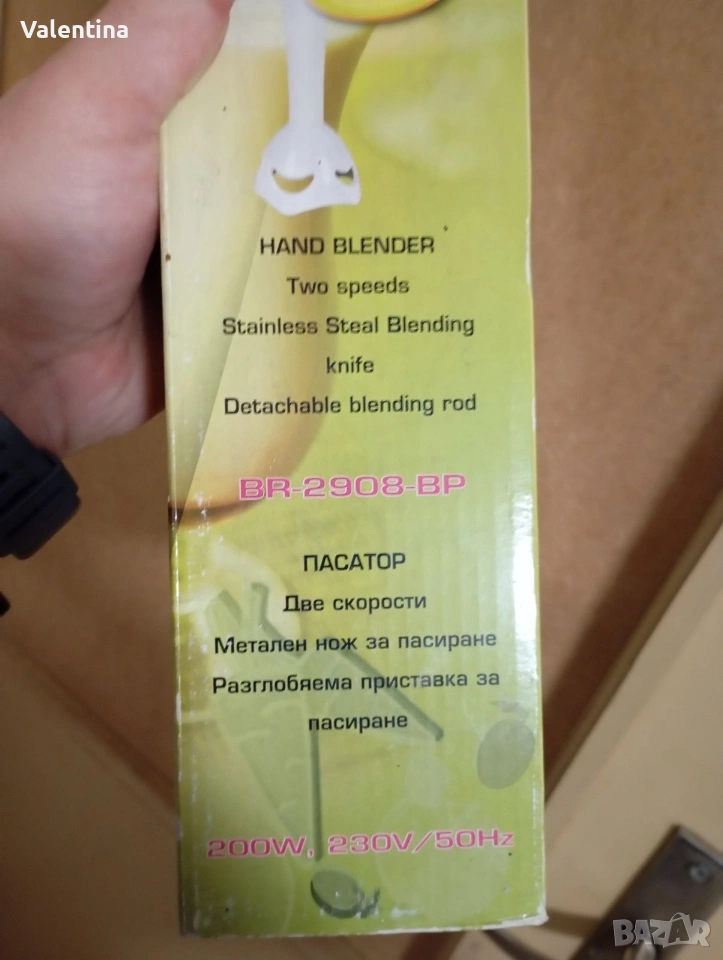 Valentina
HAND BLENDER
Two speeds
Stainless Steal Blending
knife
Detachable blending rod
BR-2908-BP
ПАСАТОР
Две скорости
Метален нож за пасиране
Разглобяема приставка за
пасиране
200W, 230V/50Hz
BAZAR